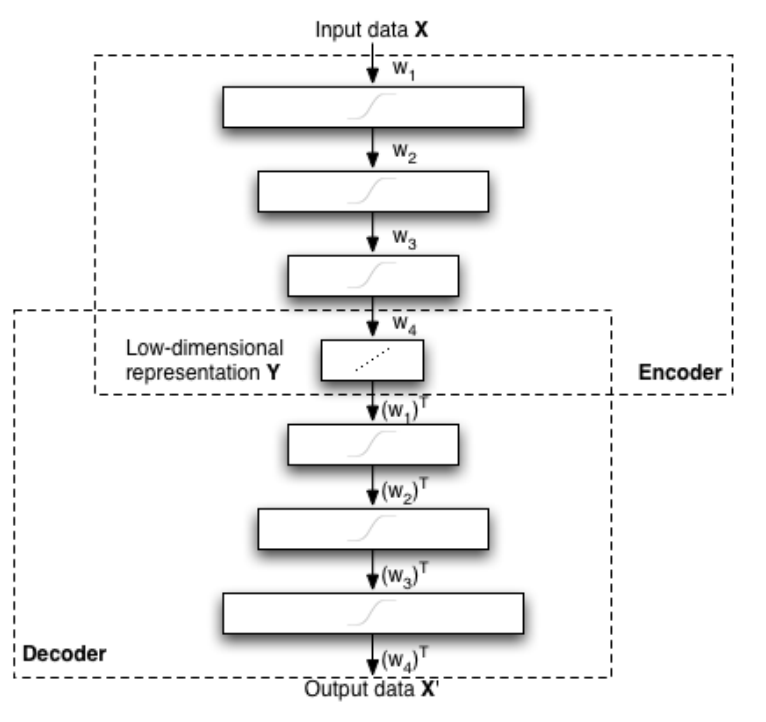 Input data X
w1
w2
w3
w4
Low-dimensional
representation Y
Encoder
(w1)T
(w2)T
(w3)T
Decoder
(w4)T
Output data X'